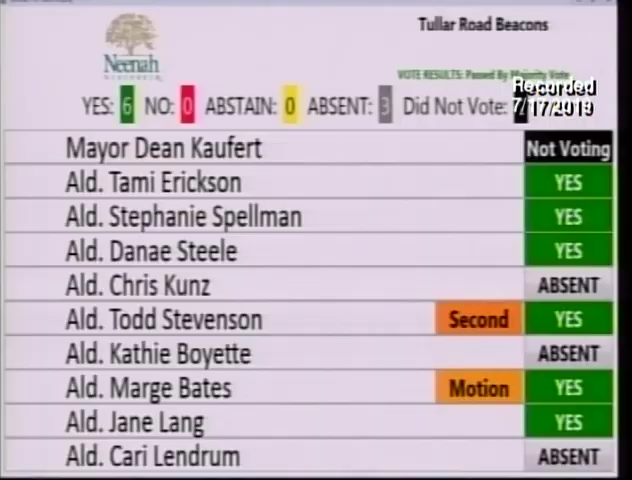 Tullar Road Beacons
Neenah
WISCONSIN
VOTE RESULTS: Passed By Majority Vote
Recorded
7/17/2019
YES: 6 NO: 0 ABSTAIN: 0 ABSENT: 3 Did Not Vote:
Mayor Dean Kaufert Not Voting
Ald. Tami Erickson YES
Ald. Stephanie Spellman YES
Ald. Danae Steele YES
Ald. Chris Kunz ABSENT
Ald. Todd Stevenson Second YES
Ald. Kathie Boyette ABSENT
Ald. Marge Bates Motion YES
Ald. Jane Lang YES
Ald. Cari Lendrum ABSENT